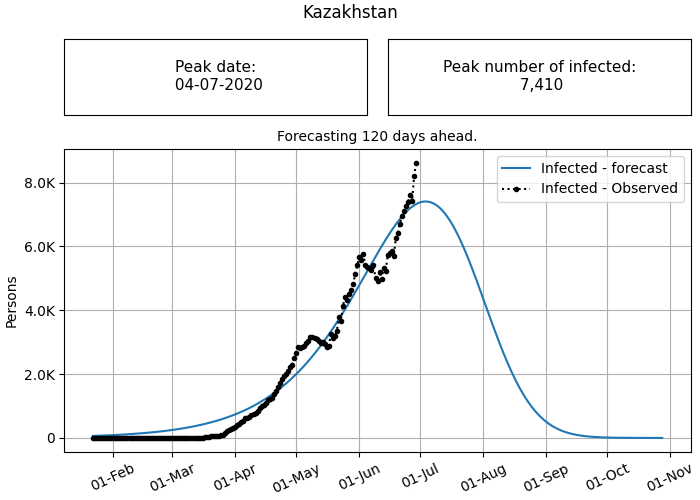 Kazakhstan
Peak date:
04-07-2020
Peak number of infected:
7,410
Forecasting 120 days ahead.
Infected - forecast
Infected - Observed
Persons
8.0K
6.0K
4.0K
2.0K
0
01-Feb
01-Mar
01-Apr
01-May
01-Jun
01-Jul
01-Aug
01-Sep
01-Oct
01-Nov